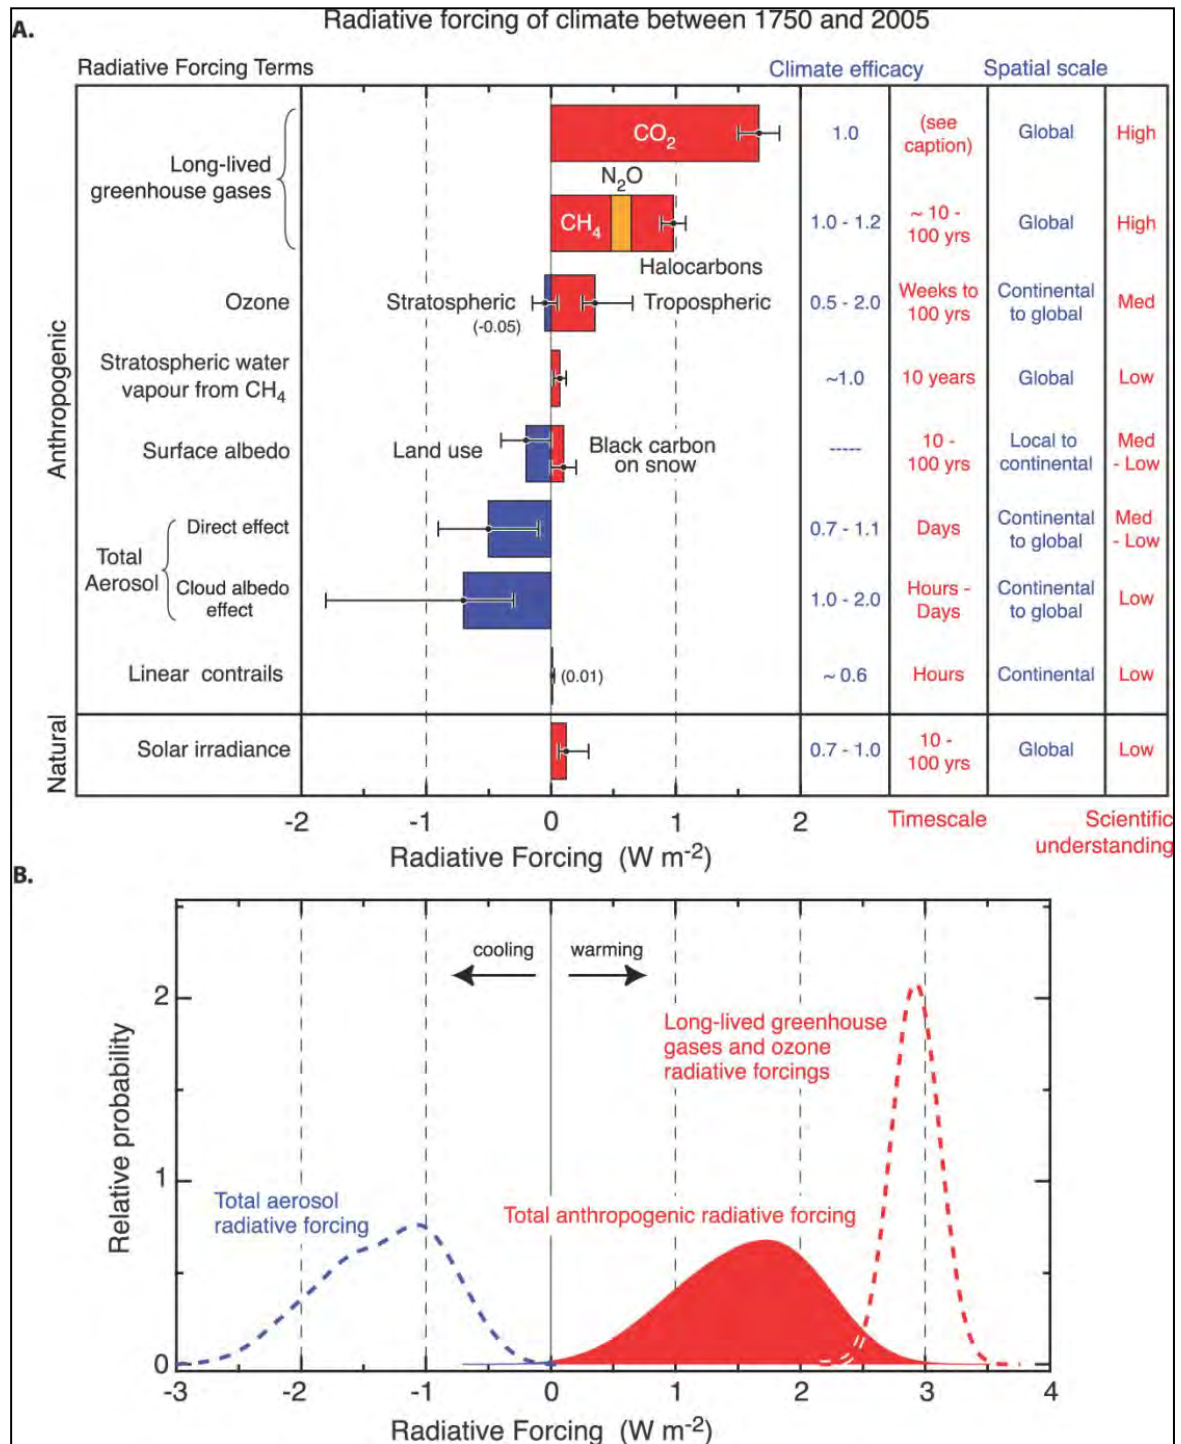 A.
Radiative forcing of climate between 1750 and 2005
Radiative Forcing Terms
Climate efficacy
Spatial scale
Anthropogenic
Long-lived
greenhouse gases
CO2
1.0
(see
caption)
Global
High
N2O
CH4
Halocarbons
1.0 - 1.2
~ 10 -
100 yrs
Global
High
Ozone
Stratospheric
(-0.05)
Tropospheric
0.5 - 2.0
Weeks to
100 yrs
Continental
to global
Med
Stratospheric water
vapour from CH4
~1.0
10 years
Global
Low
Surface albedo
Land use
Black carbon
on snow
-----
10 -
100 yrs
Local to
continental
Med
- Low
Total
Aerosol
Direct effect
0.7 - 1.1
Days
Continental
to global
Med
- Low
Cloud albedo
effect
1.0 - 2.0
Hours -
Days
Continental
to global
Low
Linear contrails
(0.01)
~ 0.6
Hours
Continental
Low
Natural
Solar irradiance
0.7 - 1.0
10 -
100 yrs
Global
Low
-2 -1 0 1 2
Timescale
Scientific
understanding
Radiative Forcing (W m-2)
B.
cooling
warming
Long-lived greenhouse
gases and ozone
radiative forcings
Total aerosol
radiative forcing
Total anthropogenic radiative forcing
Relative probability
2
1
0
-3 -2 -1 0 1 2 3 4
Radiative Forcing (W m-2)